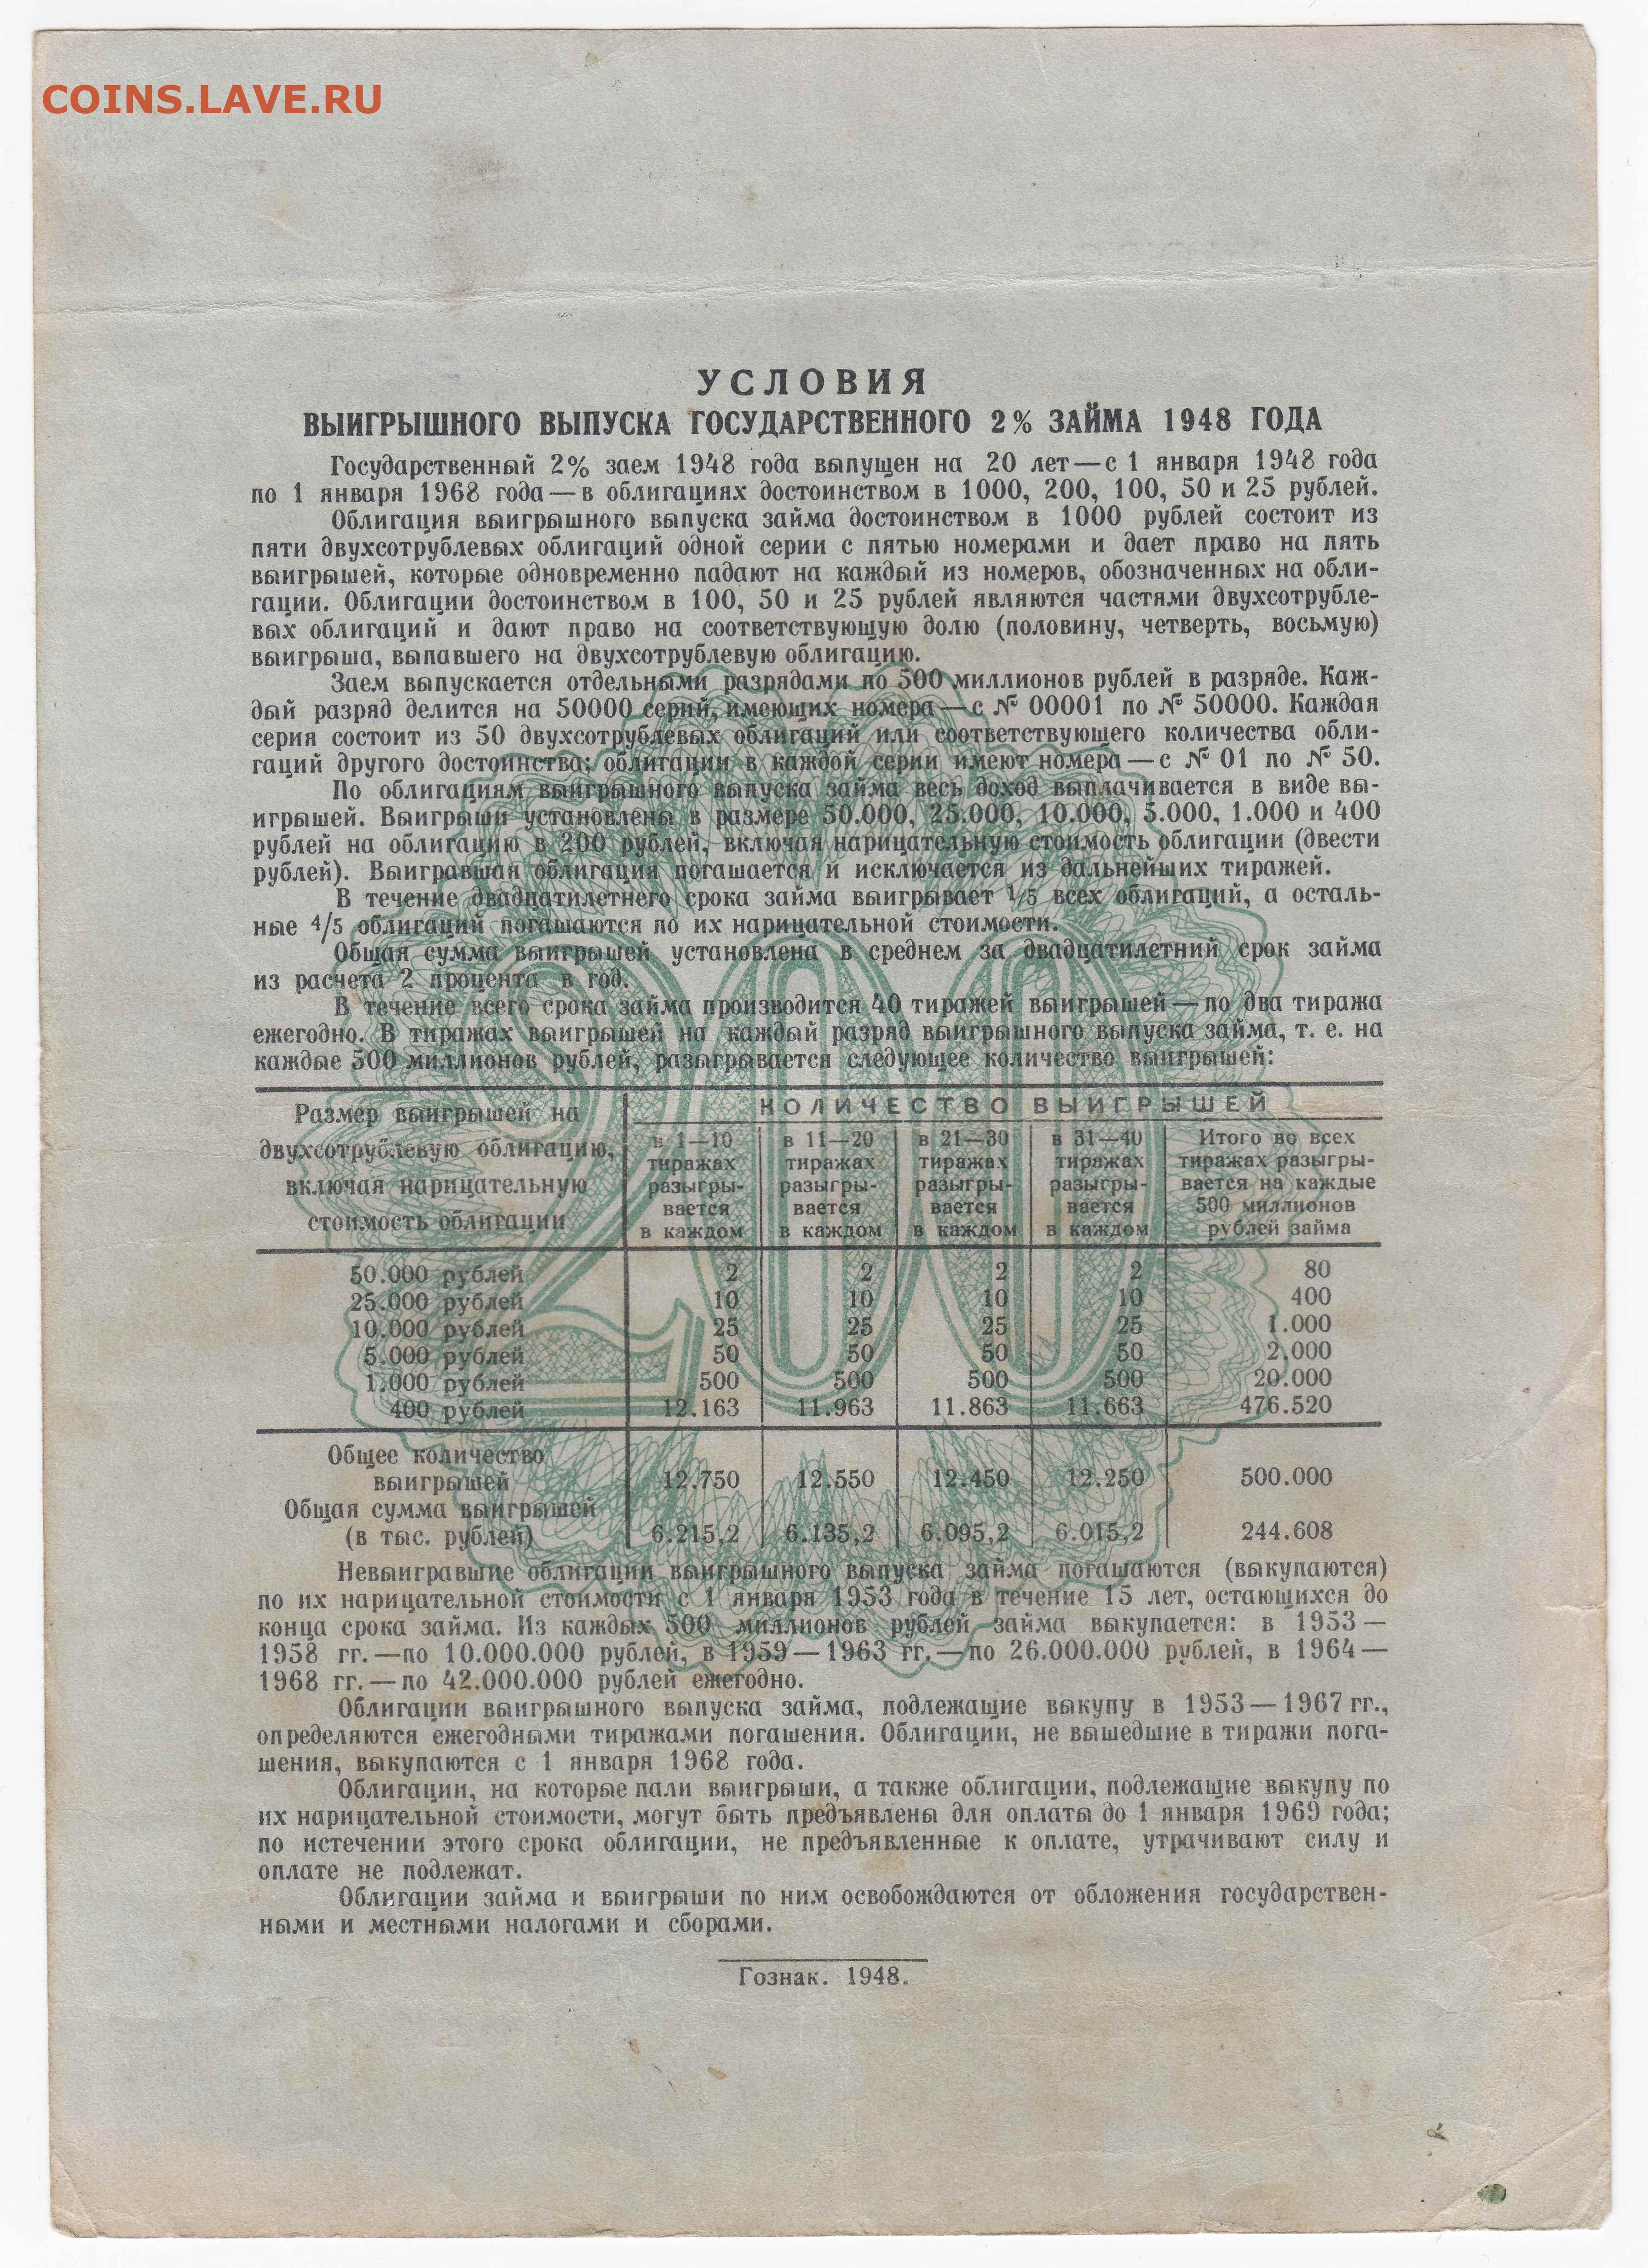 COINS.LAVE.RU
УСЛОВИЯ
ВЫИГРЫШНОГО ВЫПУСКА ГОСУДАРСТВЕННОГО 2% ЗАЙМА 1948 ГОДА
Государственный 2% заем 1948 года выпущен на 20 лет—с 1 января 1948 года
по 1 января 1968 года—в облигациях достоинством в 1000, 200, 100, 50 и 25 рублей.
Облигация выигрышного выпуска займа достоинством в 1000 рублей состоит из
пяти двухсотрублевых облигаций одной серии с пятью номерами и дает право на пять
выигрышей, которые одновременно падают на каждый из номеров, обозначенных на обли-
гации. Облигации достоинством в 100, 50 и 25 рублей являются частями двухсотрубле-
вых облигаций и дают право на соответствующую долю (половину, четверть, восьмую)
выигрыша, выпавшего на двухсотрублевую облигацию.
Заем выпускается отдельными разрядами по 500 миллионов рублей в разряде. Каж-
дый разряд делится на 50000 серий, имеющих номера—с № 00001 по № 50000. Каждая
серия состоит из 50 двухсотрублевых облигаций или соответствующего количества обли-
гаций другого достоинства; облигации в каждой серии имеют номера—с № 01 по № 50.
По облигациям выигрышного выпуска займа весь доход выплачивается в виде вы-
игрышей. Выигрыши установлены в размере 50.000, 25.000, 10.000, 5.000, 1.000 и 400
рублей на облигацию в 200 рублей, включая нарицательную стоимость облигации (двести
рублей). Выигравшая облигация погашается и исключается из дальнейших тиражей.
В течение двадцатилетнего срока займа выигрывает 1/5 всех облигаций, а осталь-
ные 4/5 облигаций погашаются по их нарицательной стоимости.
Общая сумма выигрышей установлена в среднем за двадцатилетний срок займа
из расчета 2 процента в год.
В течение всего срока займа производится 40 тиражей выигрышей—по два тиража
ежегодно. В тиражах выигрышей на каждый разряд выигрышного выпуска займа, т. е. на
каждые 500 миллионов рублей, разыгрывается следующее количество выигрышей:
Размер выигрышей на
двухсотрублевую облигацию,
включая нарицательную
стоимость облигации
КОЛИЧЕСТВО ВЫИГРЫШЕЙ
в 1—10
тиражах
разыгры-
вается
в каждом
в 11—20
тиражах
разыгры-
вается
в каждом
в 21—30
тиражах
разыгры-
вается
в каждом
в 31—40
тиражах
разыгры-
вается
в каждом
Итого во всех
тиражах разыгры-
вается на каждые
500 миллионов
рублей займа
50.000 рублей 2 2 2 2 80
25.000 рублей 10 10 10 10 400
10.000 рублей 25 25 25 25 1.000
5.000 рублей 50 50 50 50 2.000
1.000 рублей 500 500 500 500 20.000
400 рублей 12.163 11.963 11.863 11.663 476.520
Общее количество
выигрышей 12.750 12.550 12.450 12.250 500.000
Общая сумма выигрышей
(в тыс. рублей) 6.215,2 6.135,2 6.095,2 6.015,2 244.608
200
Невыигравшие облигации выигрышного выпуска займа погашаются (выкупаются)
по их нарицательной стоимости с 1 января 1953 года в течение 15 лет, остающихся до
конца срока займа. Из каждых 500 миллионов рублей займа выкупается: в 1953—
1958 гг.—по 10.000.000 рублей, в 1959—1963 гг.—по 26.000.000 рублей, в 1964—
1968 гг.—по 42.000.000 рублей ежегодно.
Облигации выигрышного выпуска займа, подлежащие выкупу в 1953—1967 гг.,
определяются ежегодными тиражами погашения. Облигации, не вышедшие в тиражи пога-
шения, выкупаются с 1 января 1968 года.
Облигации, на которые пали выигрыши, а также облигации, подлежащие выкупу по
их нарицательной стоимости, могут быть предъявлены для оплаты до 1 января 1969 года;
по истечении этого срока облигации, не предъявленные к оплате, утрачивают силу и
оплате не подлежат.
Облигации займа и выигрыши по ним освобождаются от обложения государствен-
ными и местными налогами и сборами.
Гознак. 1948.